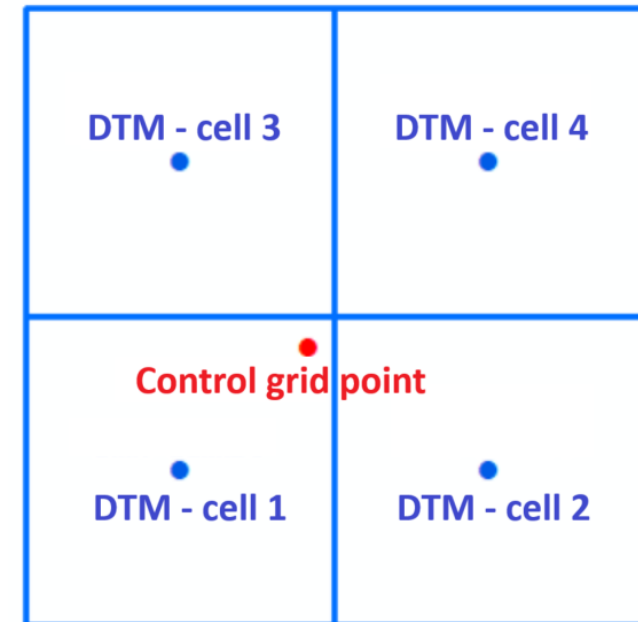 DTM - cell 3
DTM - cell 4
Control grid point
DTM - cell 1
DTM - cell 2